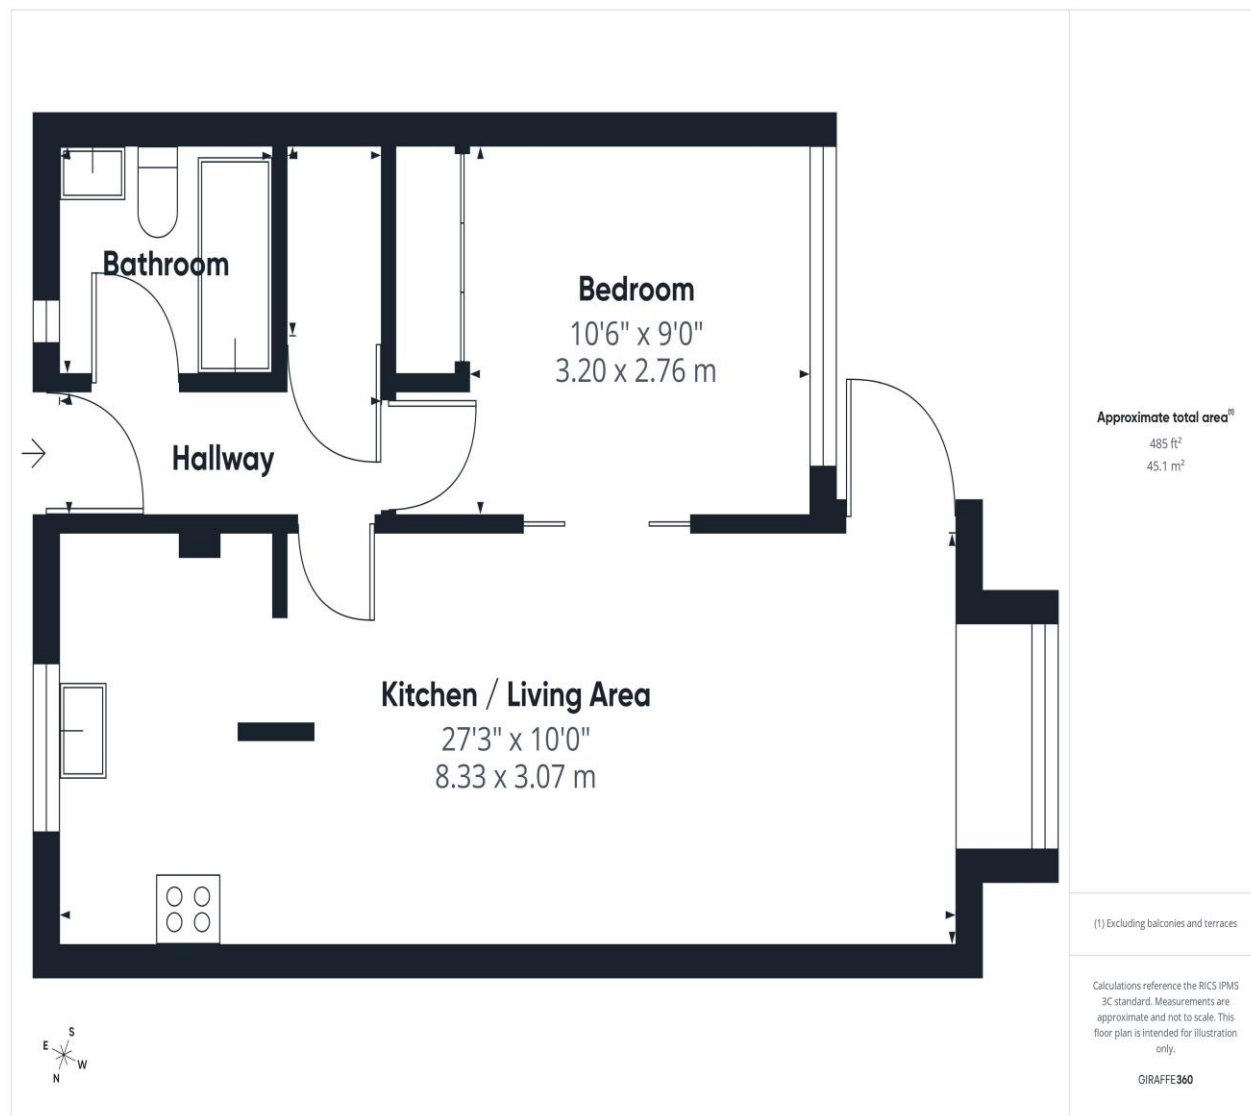 Bathroom
Bedroom
10'6" x 9'0"
3.20 x 2.76 m
Hallway
Kitchen / Living Area
27'3" x 10'0"
8.33 x 3.07 m
S
E
W
N
Approximate total area⁽¹⁾
485 ft²
45.1 m²
(1) Excluding balconies and terraces
Calculations reference the RICS IPMS
3C standard. Measurements are
approximate and not to scale. This
floor plan is intended for illustration
only.
GIRAFFE360